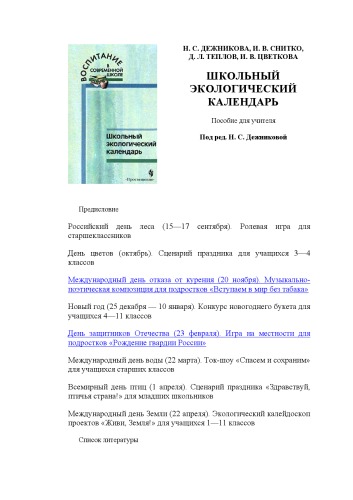 Н. С. ДЕЖНИКОВА, И. В. СНИТКО,
Д. Л. ТЕПЛОВ, И. В. ЦВЕТКОВА
ШКОЛЬНЫЙ
ЭКОЛОГИЧЕСКИЙ
КАЛЕНДАРЬ
Пособие для учителя
Под ред. Н. С. Дежниковой
ВОСПИТАНИЕ
В СОВРЕМЕННОЙ
ШКОЛЕ
Школьный
экологический
календарь
Просвещение
Предисловие
Российский день леса (15—17 сентября). Ролевая игра для
старшеклассников
День цветов (октябрь). Сценарий праздника для учащихся 3—4
классов
Международный день отказа от курения (20 ноября). Музыкально-
поэтическая композиция для подростков «Вступаем в мир без табака»
Новый год (25 декабря — 10 января). Конкурс новогоднего букета для
учащихся 4—11 классов
День защитников Отечества (23 февраля). Игра на местности для
подростков «Рождение гвардии России»
Международный день воды (22 марта). Ток-шоу «Спасем и сохраним»
для учащихся старших классов
Всемирный день птиц (1 апреля). Сценарий праздника «Здравствуй,
птичья страна!» для младших школьников
Международный день Земли (22 апреля). Экологический калейдоскоп
проектов «Живи, Земля!» для учащихся 1—11 классов
Список литературы